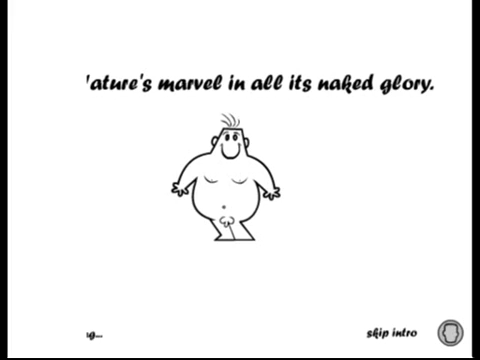 'ature's marvel in all its naked glory.
skip intro